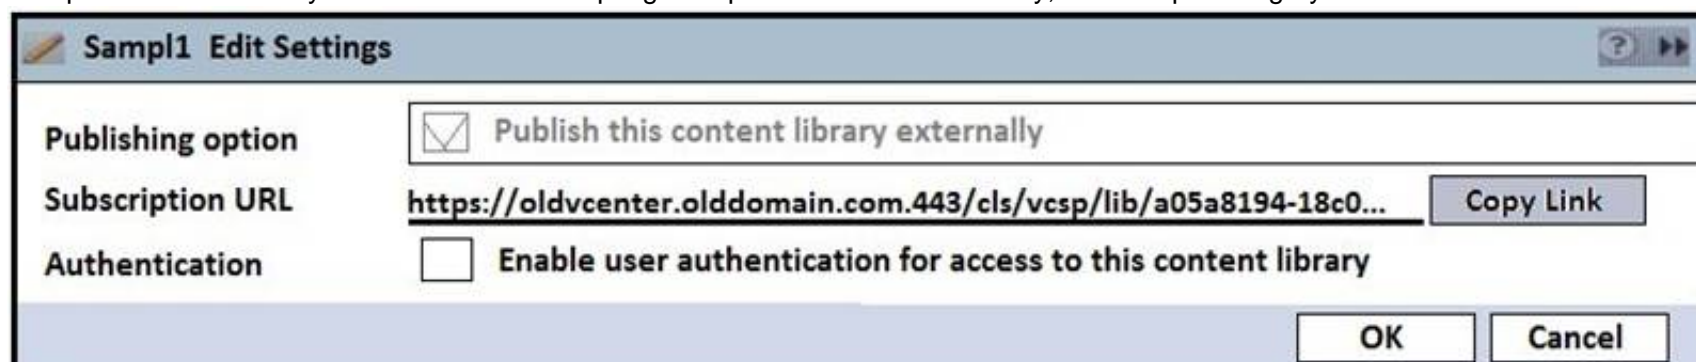 Sampl1 Edit Settings
?
Publishing option
Publish this content library externally
Subscription URL
https://oldvcenter.olddomain.com.443/cls/vcsp/lib/a05a8194-18c0...
Copy Link
Authentication
Enable user authentication for access to this content library
OK
Cancel